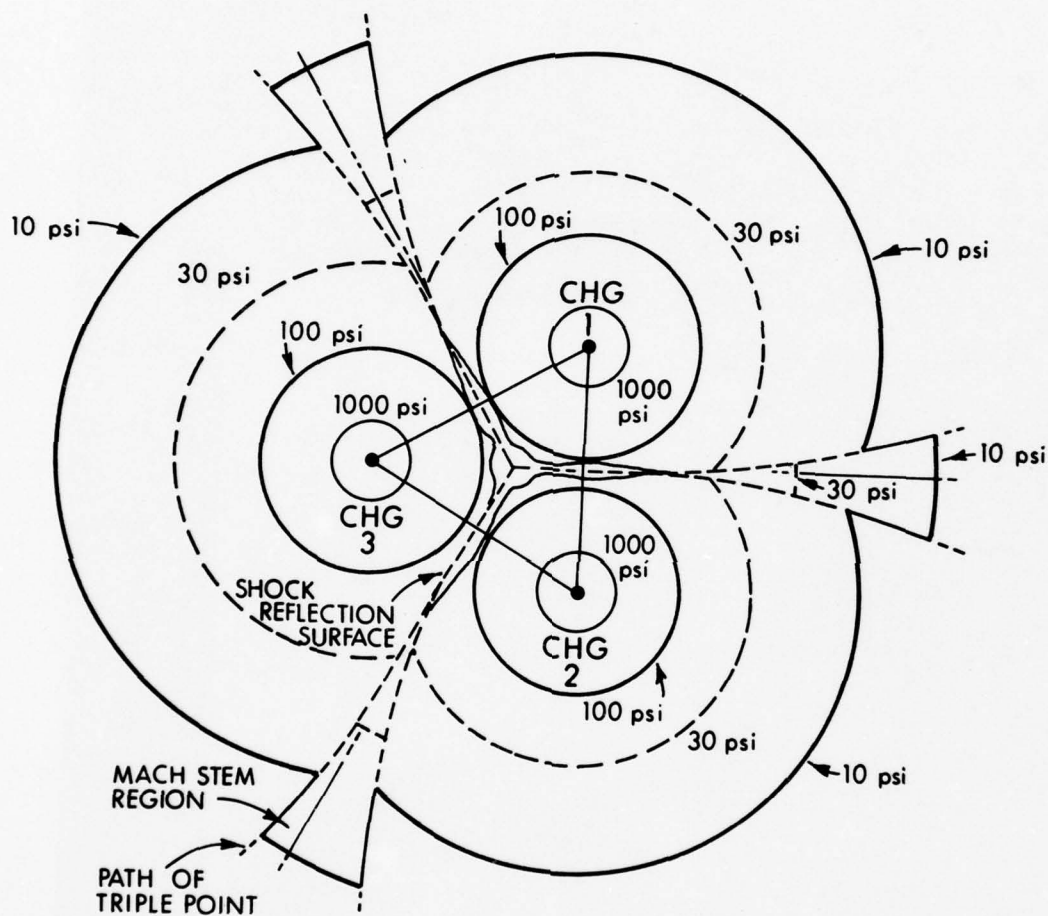 10 psi
30 psi
100 psi
30 psi
10 psi
100 psi
CHG
1
1000
psi
1000 psi
10 psi
30 psi
CHG
3
1000
psi
SHOCK
REFLECTION
SURFACE
CHG
2
100 psi
30 psi
10 psi
MACH STEM
REGION
PATH OF
TRIPLE POINT